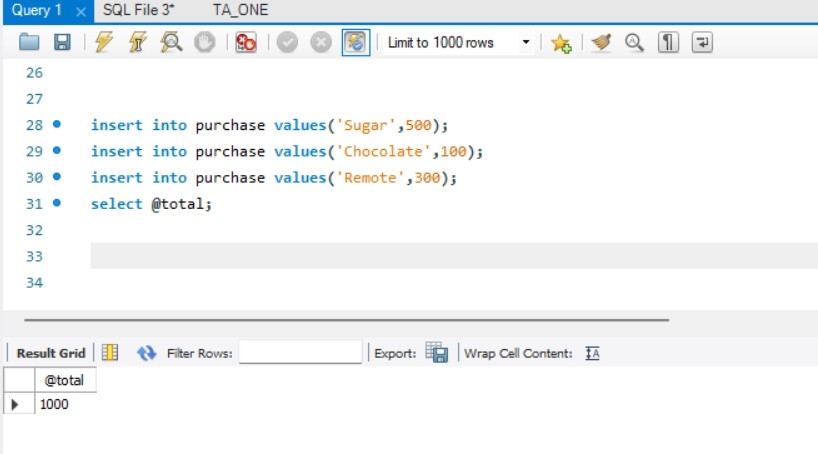 Query 1 SQL File 3* TA_ONE
Limit to 1000 rows
26
27
28 insert into purchase values('Sugar',500);
29 insert into purchase values('Chocolate',100);
30 insert into purchase values('Remote',300);
31 select @total;
32
33
34
Result Grid Filter Rows: Export: Wrap Cell Content:
@total
1000